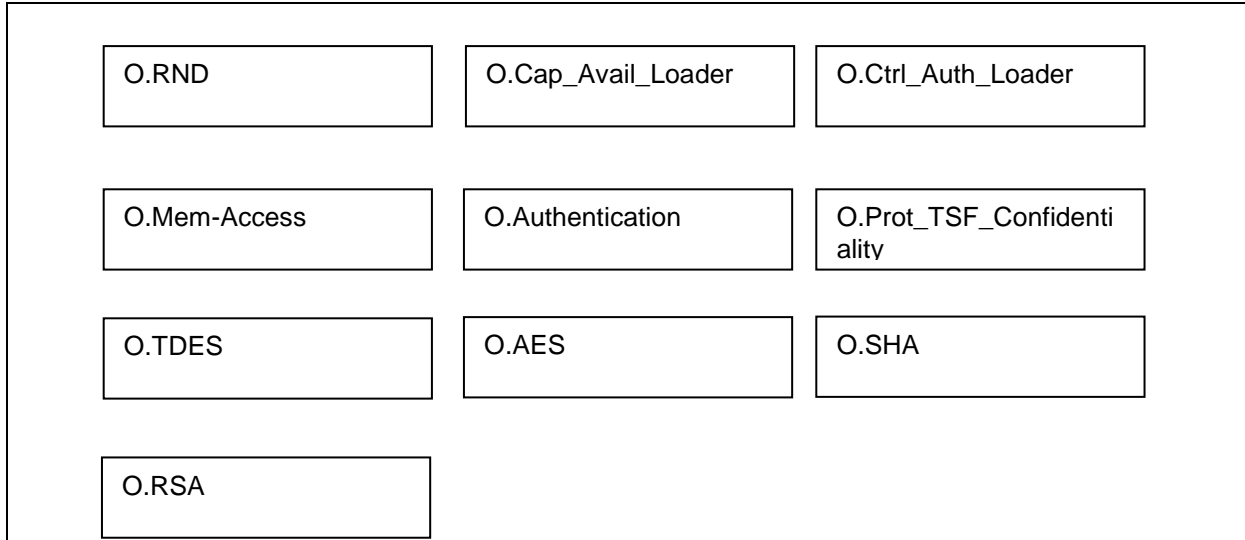 O.RND
O.Cap_Avail_Loader
O.Ctrl_Auth_Loader
O.Mem-Access
O.Authentication
O.Prot_TSF_Confidenti
ality
O.TDES
O.AES
O.SHA
O.RSA